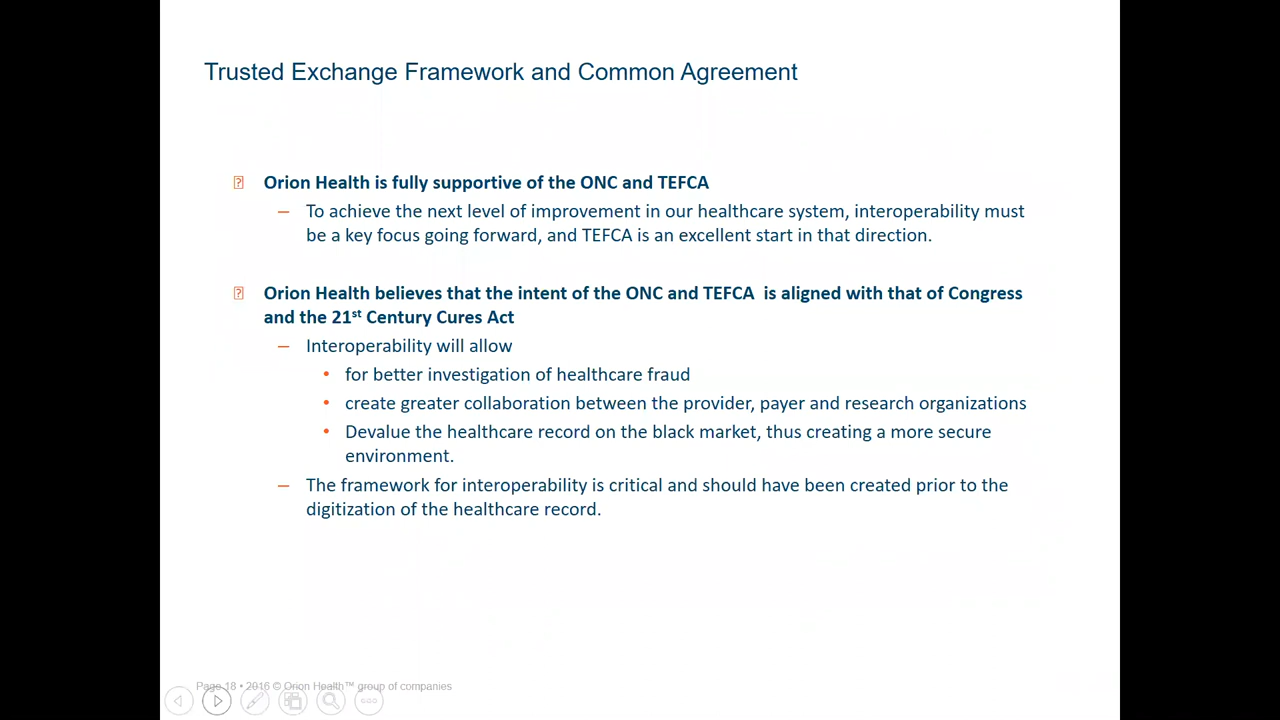 Trusted Exchange Framework and Common Agreement
Orion Health is fully supportive of the ONC and TEFCA
– To achieve the next level of improvement in our healthcare system, interoperability must
be a key focus going forward, and TEFCA is an excellent start in that direction.
Orion Health believes that the intent of the ONC and TEFCA  is aligned with that of Congress
and the 21st Century Cures Act
– Interoperability will allow
• for better investigation of healthcare fraud
• create greater collaboration between the provider, payer and research organizations
• Devalue the healthcare record on the black market, thus creating a more secure
environment.
– The framework for interoperability is critical and should have been created prior to the
digitization of the healthcare record.
Page 18 • 2016 © Orion Health™ group of companies